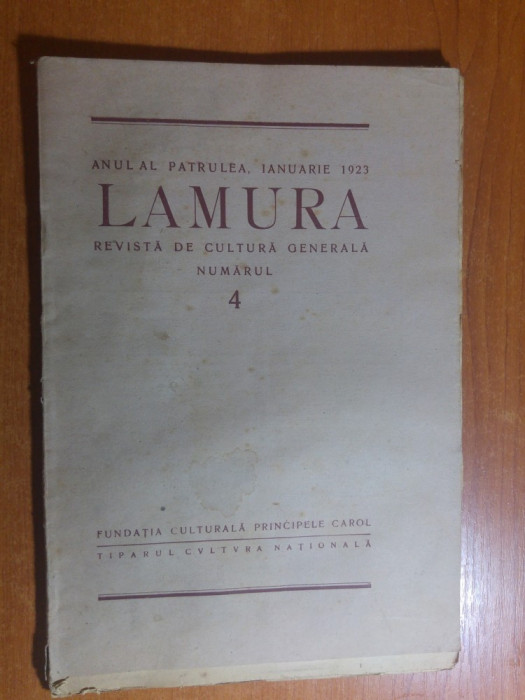 ANUL AL PATRULEA, IANUARIE 1923
LAMURA
REVISTĂ DE CULTURĂ GENERALĂ
NUMĂRUL
4
FUNDAȚIA CULTURALĂ PRINCIPELE CAROL
TIPARUL CVLTVRA NAȚIONALĂ